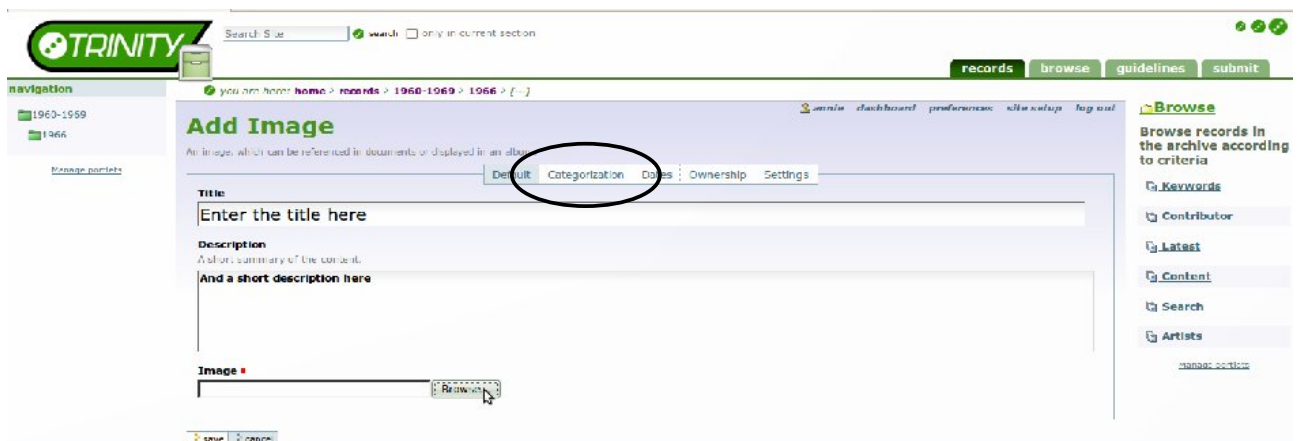 TRINITY
Search Site search only in current section
records browse guidelines submit
navigation
1960-1969
1966
Manage portlets
you are here: home > records > 1960-1969 > 1966 > [...]
annie dashboard preferences site setup log out
Add Image
An image, which can be referenced in documents or displayed in an album.
Default Categorization Dates Ownership Settings
Title
Enter the title here
Description
A short summary of the content.
And a short description here
Image
Browse...
save cancel
Browse
Browse records in
the archive according
to criteria
Keywords
Contributor
Latest
Content
Search
Artists
Manage portlets